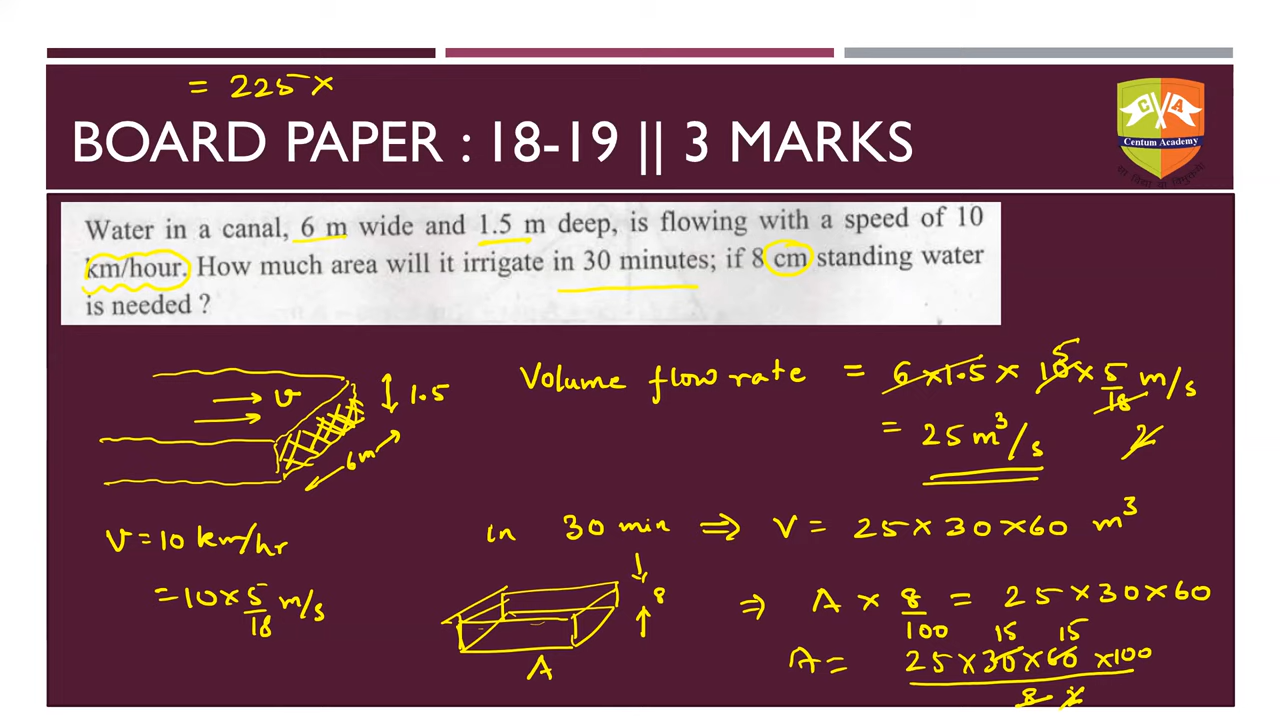 = 225 ×
BOARD PAPER : 18-19 || 3 MARKS
C A
Centum Academy
Water in a canal, 6 m wide and 1.5 m deep, is flowing with a speed of 10
km/hour. How much area will it irrigate in 30 minutes; if 8 cm standing water
is needed ?
v
1.5
6m
Volume flow rate = 6 × 1.5 × 10 × 5/18 m/s
5
2
= 25 m³/s
v = 10 km/hr
= 10 × 5/18 m/s
in 30 min ⇒ V = 25 × 30 × 60 m³
8
A
⇒ A × 8/100 = 25 × 30 × 60
15 15
A = 25 × 30 × 60 × 100
8 2